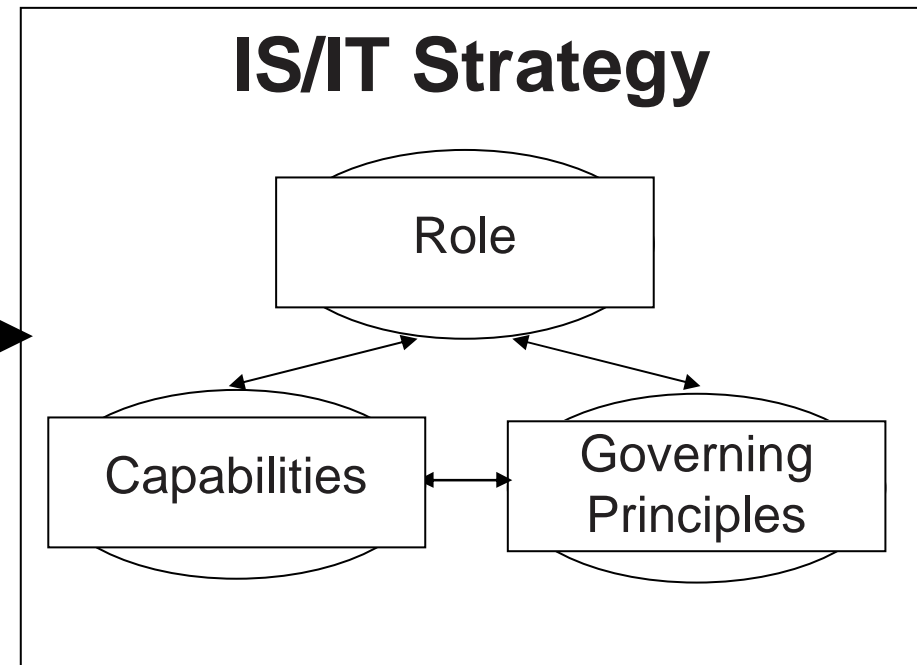 IS/IT Strategy
Role
Capabilities
Governing
Principles